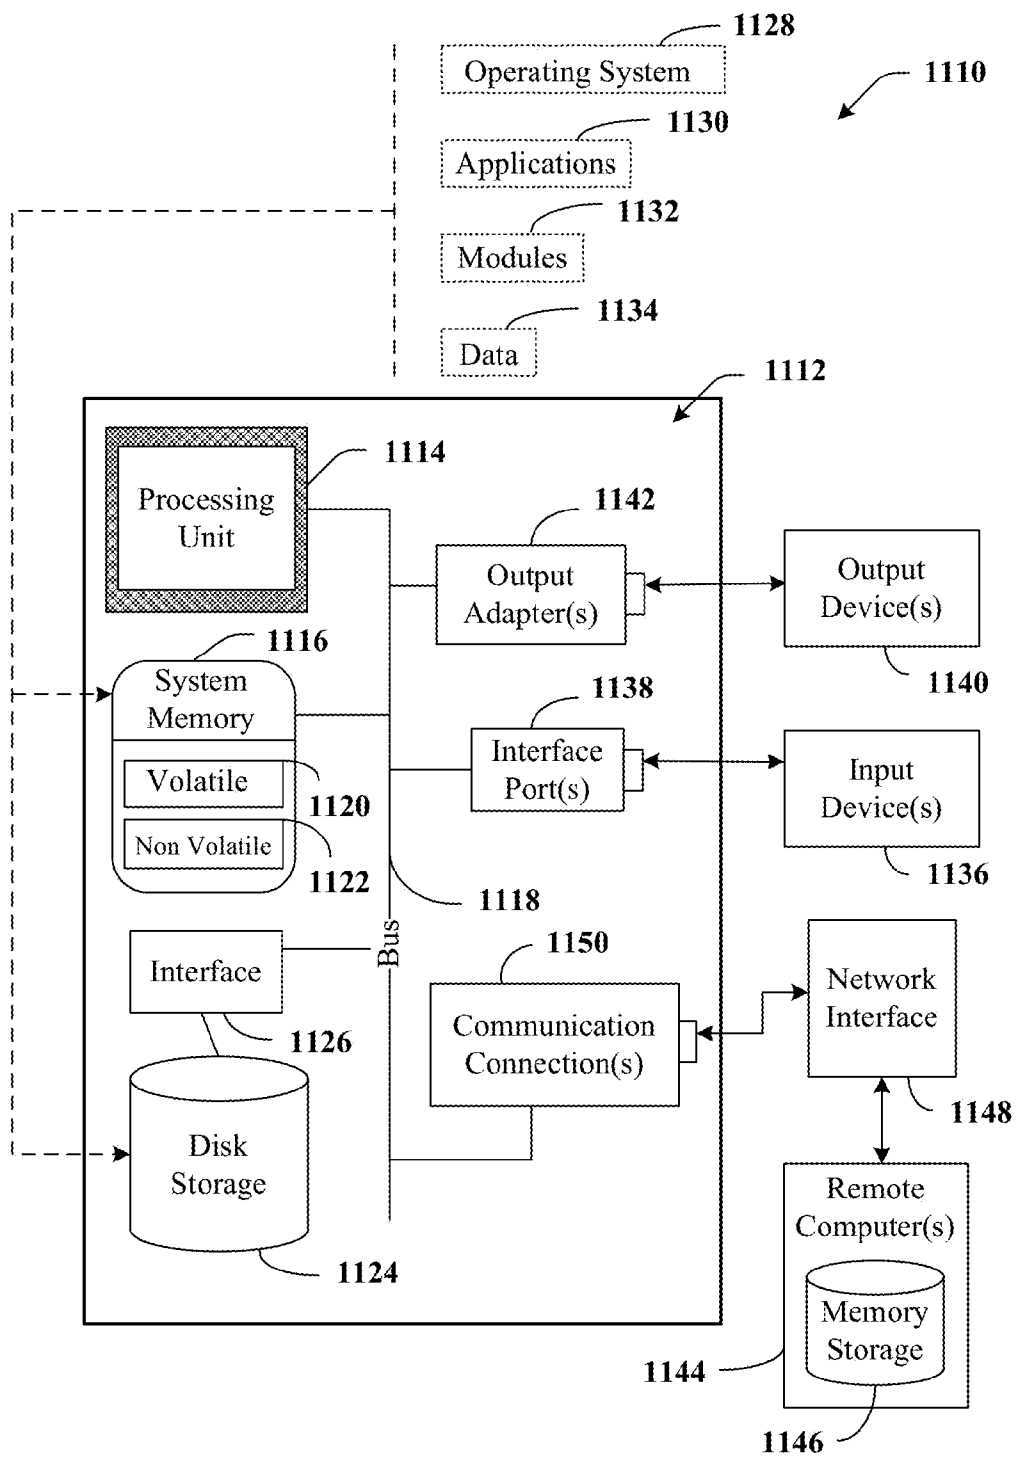 1128
Operating System
1110
1130
Applications
1132
Modules
1134
Data
1112
1114
Processing
Unit
1142
Output
Adapter(s)
Output
Device(s)
1140
1116
System
Memory
Volatile
1120
Non Volatile
1122
1138
Interface
Port(s)
Input
Device(s)
1136
1118
Bus
Interface
1126
1150
Communication
Connection(s)
Network
Interface
1148
Disk
Storage
1124
Remote
Computer(s)
Memory
Storage
1144
1146